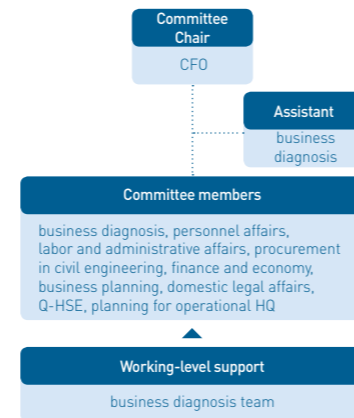 Committee
Chair
CFO
Assistant
business
diagnosis
Committee members
business diagnosis, personnel affairs,
labor and administrative affairs, procurement
in civil engineering, finance and economy,
business planning, domestic legal affairs,
Q-HSE, planning for operational HQ
Working-level support
business diagnosis team